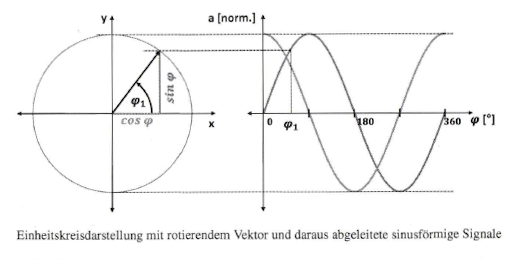 y
a [norm.]
φ₁
sin φ
cos φ
x
0
φ₁
180
360
φ [°]
Einheitskreisdarstellung mit rotierendem Vektor und daraus abgeleitete sinusförmige Signale